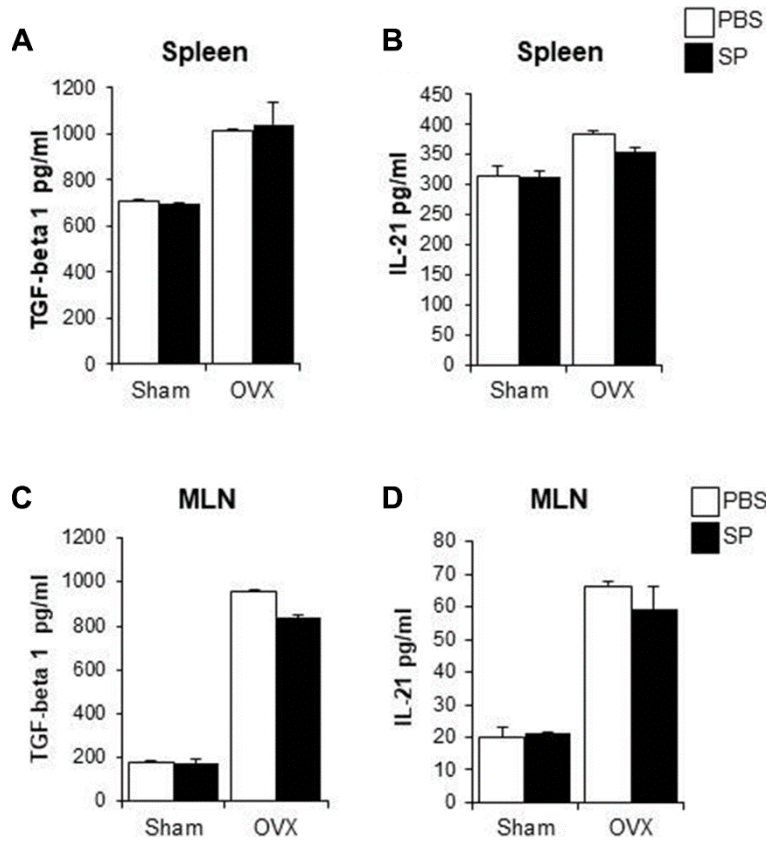 A
Spleen
TGF-beta 1 pg/ml
1200
1000
800
600
400
200
0
Sham OVX
B
Spleen
PBS
SP
IL-21 pg/ml
450
400
350
300
250
200
150
100
50
0
Sham OVX
C
MLN
TGF-beta 1 pg/ml
1200
1000
800
600
400
200
0
Sham OVX
D
MLN
PBS
SP
IL-21 pg/ml
80
70
60
50
40
30
20
10
0
Sham OVX